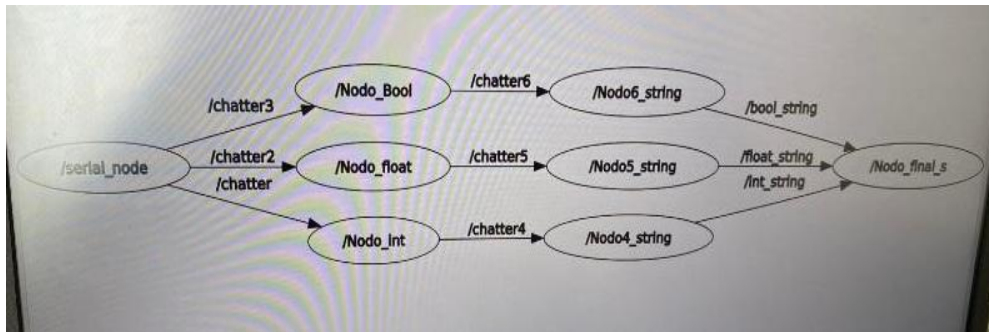 /chatter3
/Nodo_Bool
/chatter6
/Nodo6_string
/bool_string
/serial_node
/chatter2
/Nodo_float
/chatter5
/Nodo5_string
/float_string
/Nodo_final_s
/chatter
/int_string
/Nodo_Int
/chatter4
/Nodo4_string